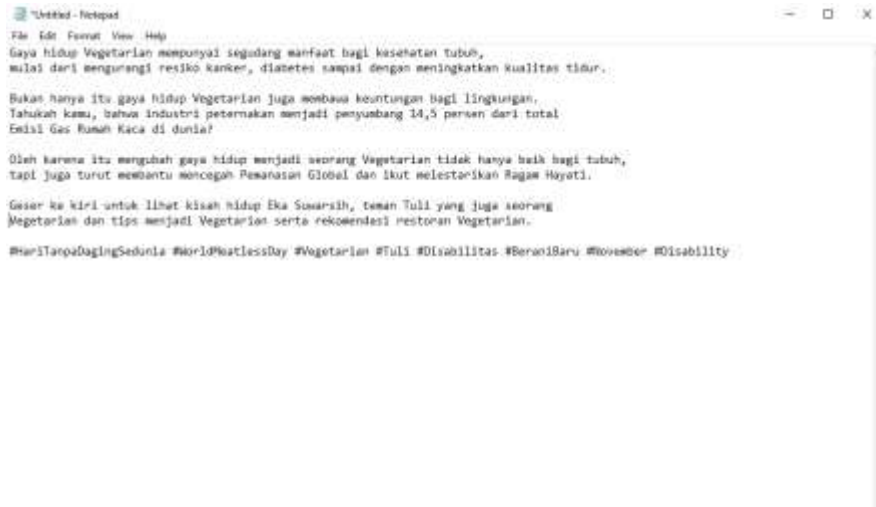 *Untitled - Notepad
File Edit Format View Help
Gaya hidup Vegetarian mempunyai segudang manfaat bagi kesehatan tubuh,
mulai dari mengurangi resiko kanker, diabetes sampai dengan meningkatkan kualitas tidur.
Bukan hanya itu gaya hidup Vegetarian juga membawa keuntungan bagi lingkungan.
Tahukah kamu, bahwa industri peternakan menjadi penyumbang 14,5 persen dari total
Emisi Gas Rumah Kaca di dunia?
Oleh karena itu mengubah gaya hidup menjadi seorang Vegetarian tidak hanya baik bagi tubuh,
tapi juga turut membantu mencegah Pemanasan Global dan ikut melestarikan Ragam Hayati.
Geser ke kiri untuk lihat kisah hidup Eka Suwarsih, teman Tuli yang juga seorang
Vegetarian dan tips menjadi Vegetarian serta rekomendasi restoran Vegetarian.
#HariTanpaDagingSedunia #WorldMeatlessDay #Vegetarian #Tuli #Disabilitas #BeraniBaru #November #Disability